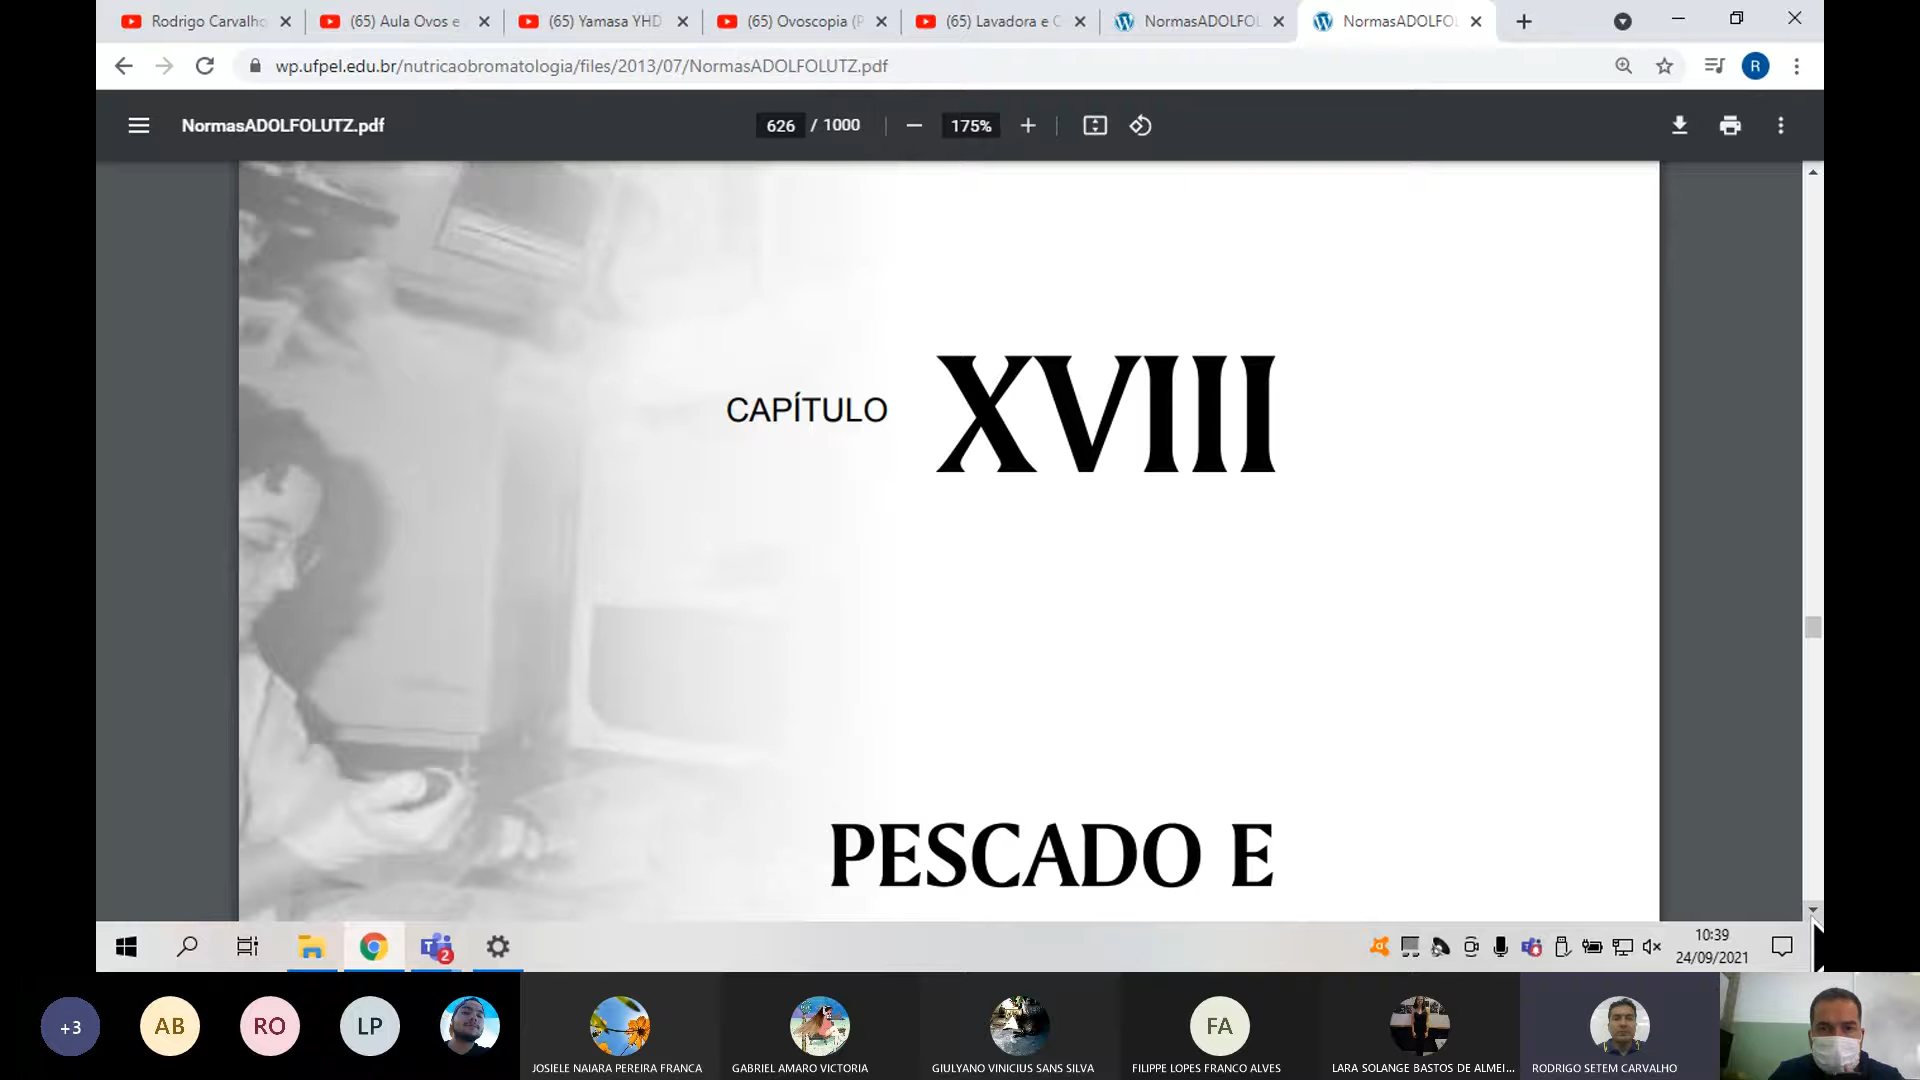 Rodrigo Carvalho
(65) Aula Ovos e
(65) Yamasa YHD
(65) Ovoscopia (P
(65) Lavadora e C
NormasADOLFOL
NormasADOLFOL
wp.ufpel.edu.br/nutricaobromatologia/files/2013/07/NormasADOLFOLUTZ.pdf
R
NormasADOLFOLUTZ.pdf
626 / 1000
175%
CAPÍTULO XVIII
PESCADO E
2
10:39
24/09/2021
+3
AB
RO
LP
FA
JOSIELE NAIARA PEREIRA FRANCA
GABRIEL AMARO VICTORIA
GIULYANO VINICIUS SANS SILVA
FILIPPE LOPES FRANCO ALVES
LARA SOLANGE BASTOS DE ALMEI...
RODRIGO SETEM CARVALHO